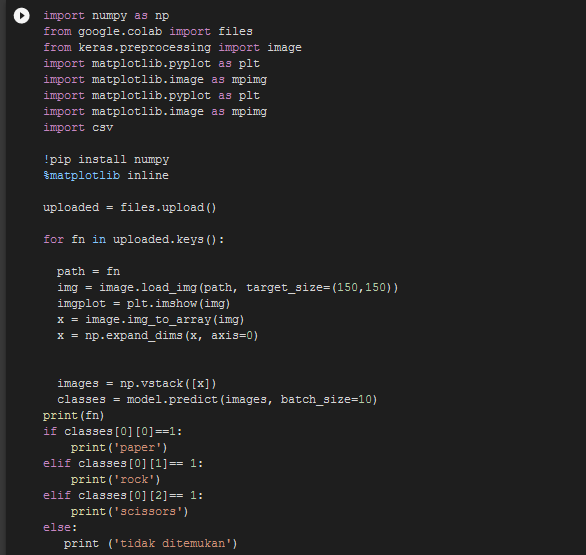 import numpy as np
from google.colab import files
from keras.preprocessing import image
import matplotlib.pyplot as plt
import matplotlib.image as mpimg
import matplotlib.pyplot as plt
import matplotlib.image as mpimg
import csv
!pip install numpy
%matplotlib inline
uploaded = files.upload()
for fn in uploaded.keys():
  path = fn
  img = image.load_img(path, target_size=(150,150))
  imgplot = plt.imshow(img)
  x = image.img_to_array(img)
  x = np.expand_dims(x, axis=0)
  images = np.vstack([x])
  classes = model.predict(images, batch_size=10)
print(fn)
if classes[0][0]==1:
    print('paper')
elif classes[0][1]== 1:
    print('rock')
elif classes[0][2]== 1:
    print('scissors')
else:
   print ('tidak ditemukan')